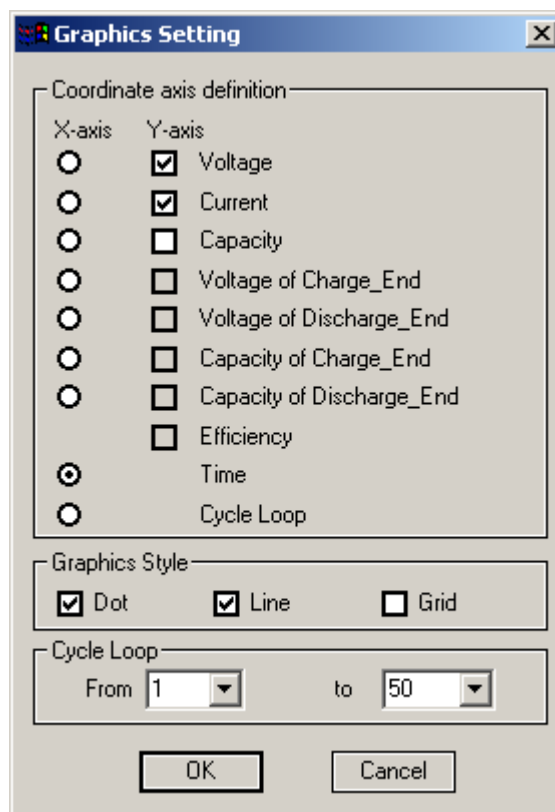 Graphics Setting
Coordinate axis definition
X-axis Y-axis
Voltage
Current
Capacity
Voltage of Charge_End
Voltage of Discharge_End
Capacity of Charge_End
Capacity of Discharge_End
Efficiency
Time
Cycle Loop
Graphics Style
Dot Line Grid
Cycle Loop
From 1 to 50
OK Cancel